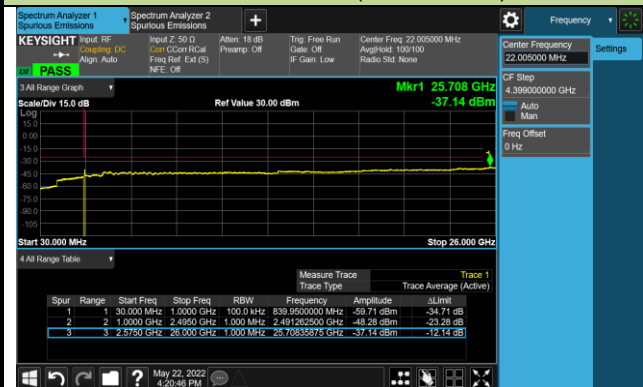 Spectrum Analyzer 1
Spurious Emissions
Spectrum Analyzer 2
Spurious Emissions
Frequency
KEYSIGHT
Input: RF
Coupling: DC
Align: Auto
Input Z: 50 Ω
Corr CCorr RCal
Freq Ref: Ext (S)
NFE: Off
Atten: 18 dB
Preamp: Off
Trig: Free Run
Gate: Off
IF Gain: Low
Center Freq: 22.005000 MHz
Avg|Hold: 100/100
Radio Std: None
PASS
Center Frequency
22.005000 MHz
Settings
CF Step
4.399000000 GHz
Auto
Man
Freq Offset
0 Hz
3 All Range Graph
Mkr1 25.708 GHz
Scale/Div 15.0 dB
Ref Value 30.00 dBm
-37.14 dBm
Log
15.0
0.00
-15.0
-30.0
-45.0
-60.0
-75.0
-90.0
-105
1
Start 30.000 MHz
Stop 26.000 GHz
4 All Range Table
Measure Trace Trace 1
Trace Type Trace Average (Active)
Spur Range Start Freq Stop Freq RBW Frequency Amplitude ΔLimit
1 1 30.000 MHz 1.0000 GHz 100.0 kHz 839.9500000 MHz -59.71 dBm -34.71 dB
2 2 1.0000 GHz 2.4950 GHz 1.000 MHz 2.491262500 GHz -48.28 dBm -23.28 dB
3 3 2.5750 GHz 26.000 GHz 1.000 MHz 25.70835875 GHz -37.14 dBm -12.14 dB
May 22, 2022
4:20:46 PM